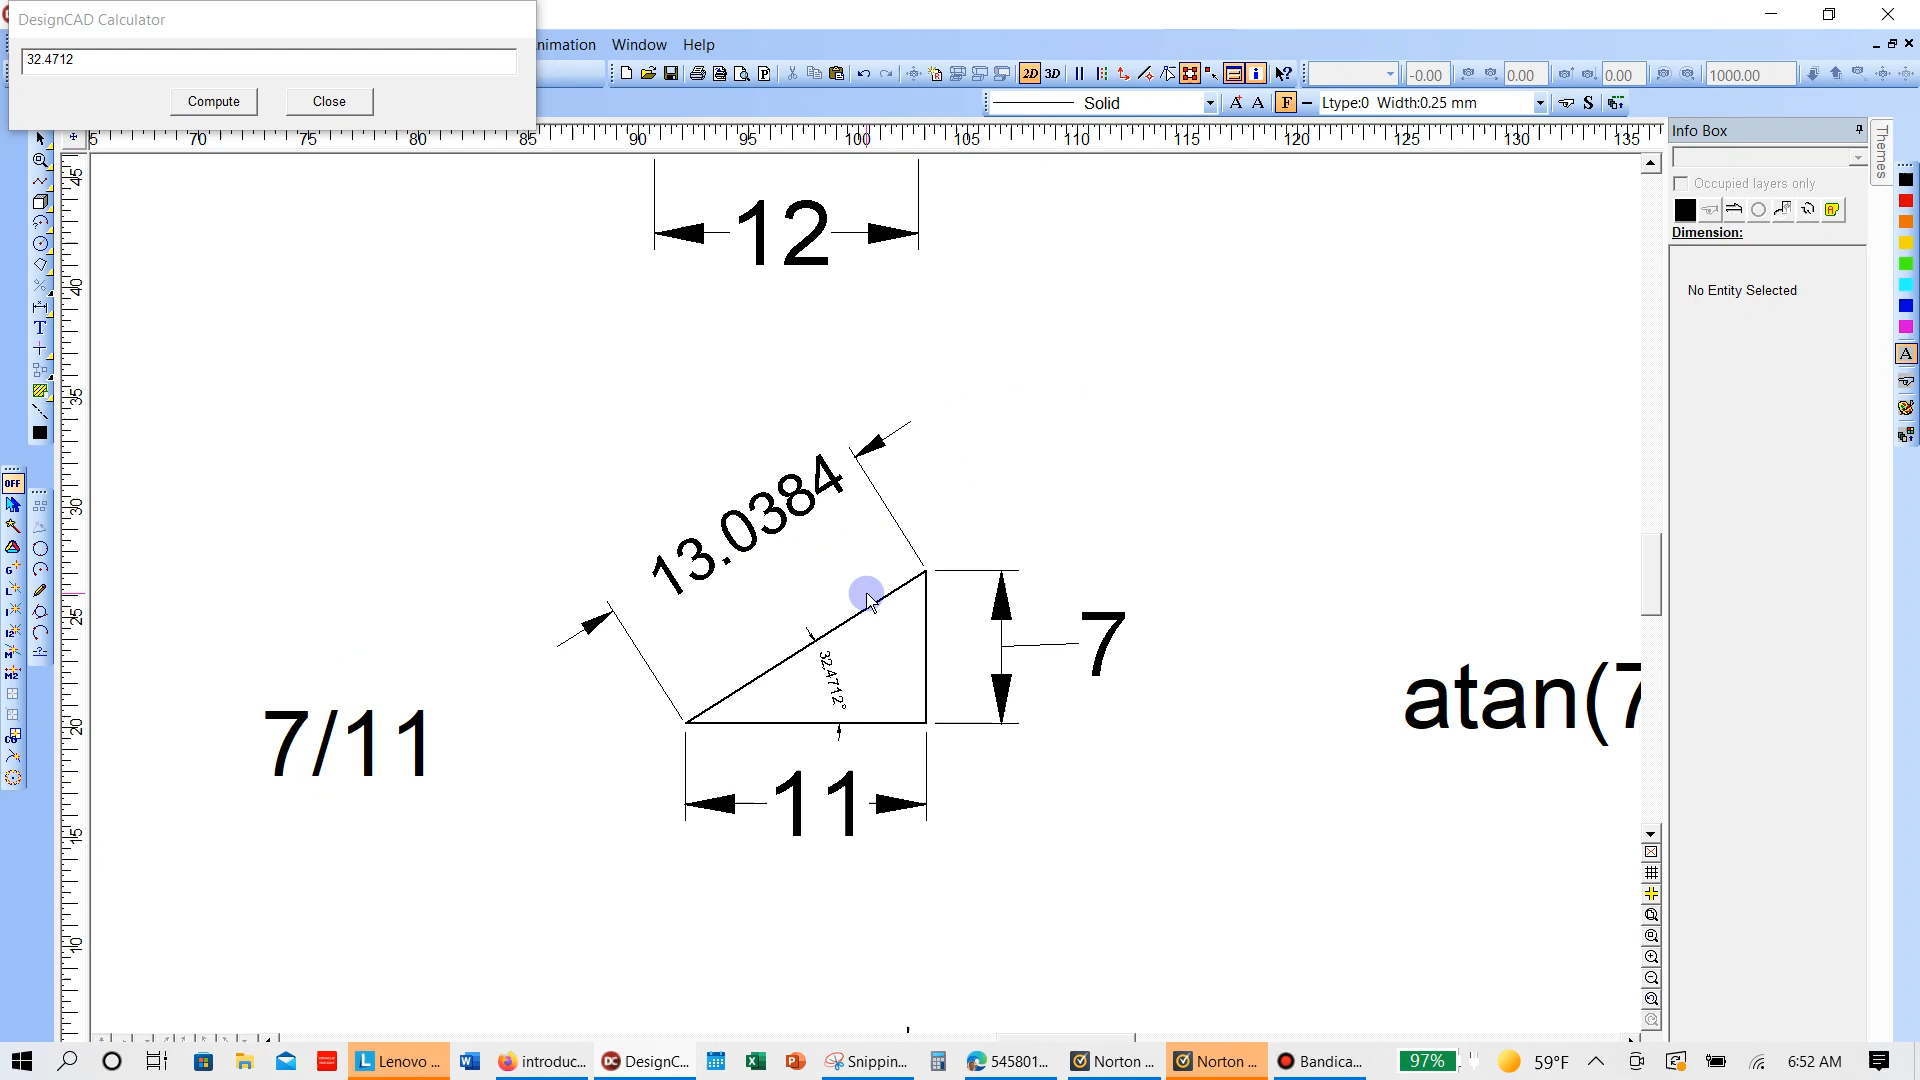 DesignCAD Calculator
32.4712
Compute
Close
nimation Window Help
2D 3D -0.00 0.00 0.00 1000.00
Solid
F
Ltype:0 Width:0.25 mm
S
Info Box
Themes
Occupied layers only
Dimension:
No Entity Selected
5 70 75 80 85 90 95 100 105 110 115 120 125 130 135
45
40
35
30
25
20
15
10
OFF
12
13.0384
32.4712°
7
11
7/11
atan(7
Lenovo ...
introduc...
DesignC...
Snippin...
545801...
Norton ...
Norton ...
Bandica...
97%
59°F
6:52 AM